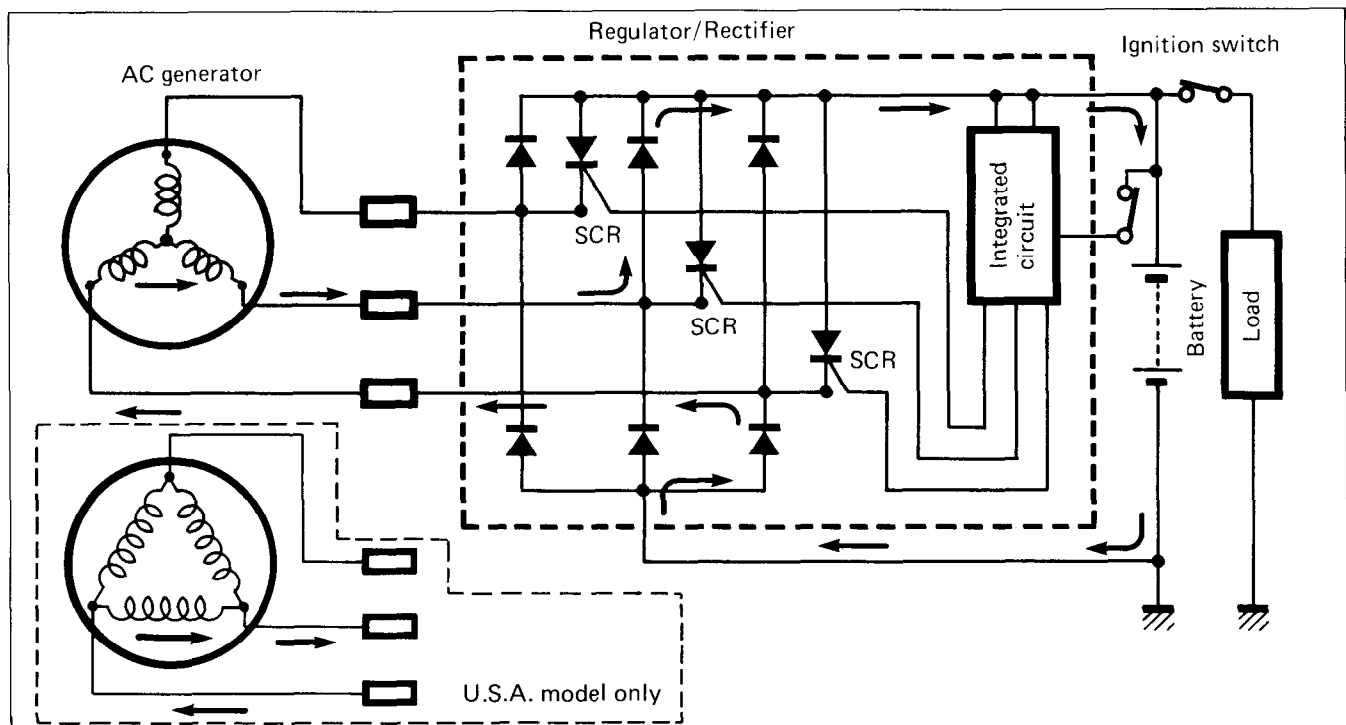 Regulator/Rectifier
Ignition switch
AC generator
SCR
SCR
SCR
Integrated
circuit
Battery
Load
U.S.A. model only